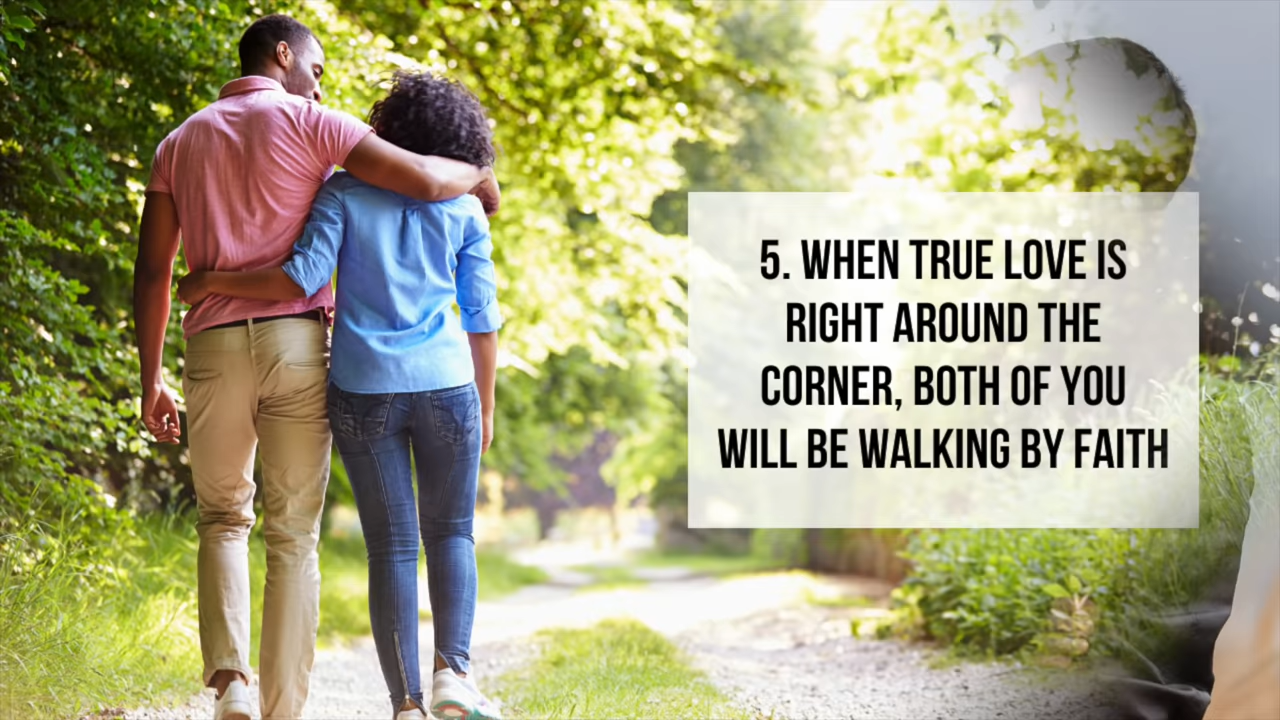 5. WHEN TRUE LOVE IS
RIGHT AROUND THE
CORNER, BOTH OF YOU
WILL BE WALKING BY FAITH